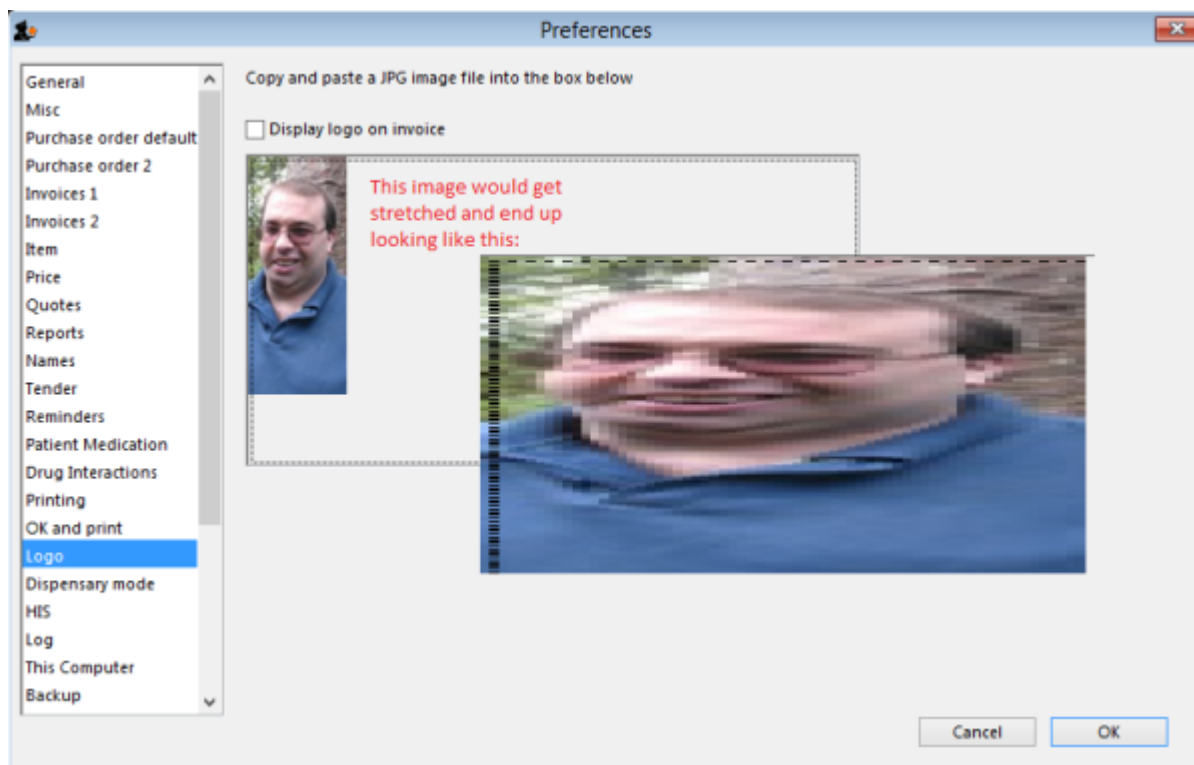 Preferences
General
Misc
Purchase order default
Purchase order 2
Invoices 1
Invoices 2
Item
Price
Quotes
Reports
Names
Tender
Reminders
Patient Medication
Drug Interactions
Printing
OK and print
Logo
Dispensary mode
HIS
Log
This Computer
Backup
Copy and paste a JPG image file into the box below
Display logo on invoice
This image would get
stretched and end up
looking like this:
Cancel
OK